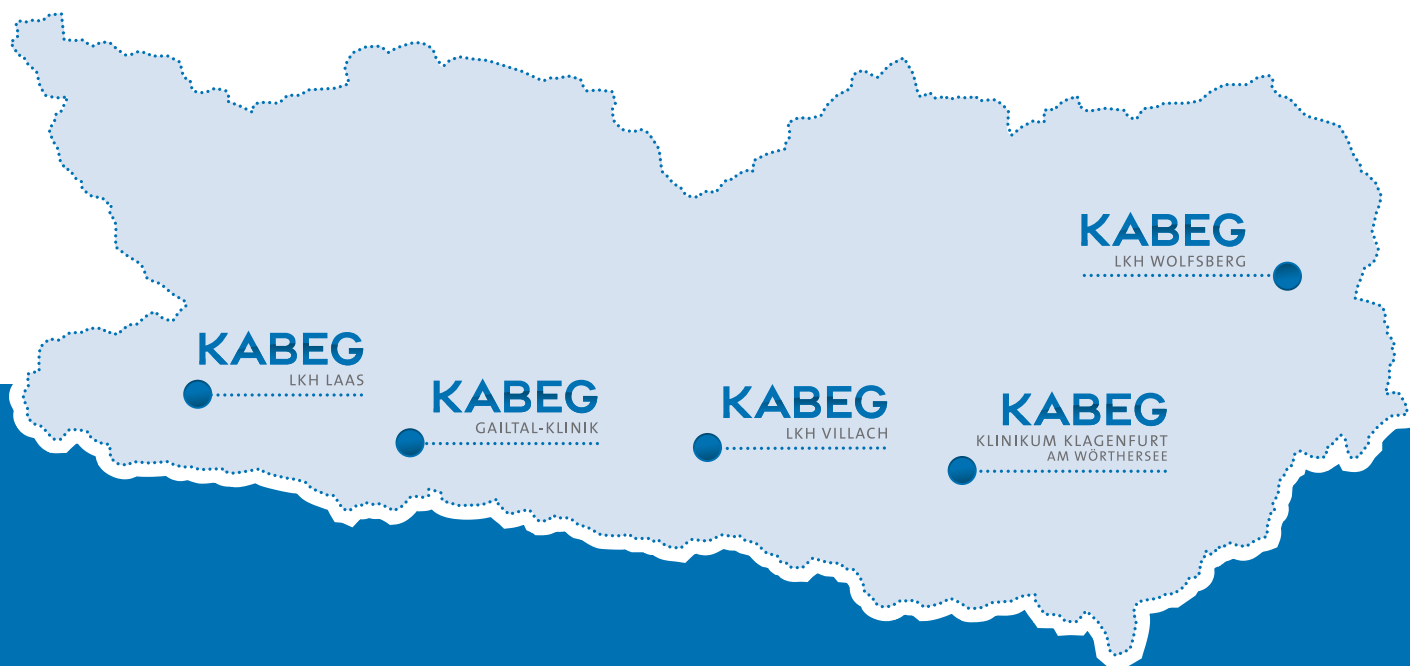 KABEG
LKH WOLFSBERG
KABEG
LKH LAAS
KABEG
GAILTAL-KLINIK
KABEG
LKH VILLACH
KABEG
KLINIKUM KLAGENFURT
AM WÖRTHERSEE